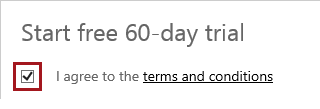 Start free 60-day trial
I agree to the terms and conditions